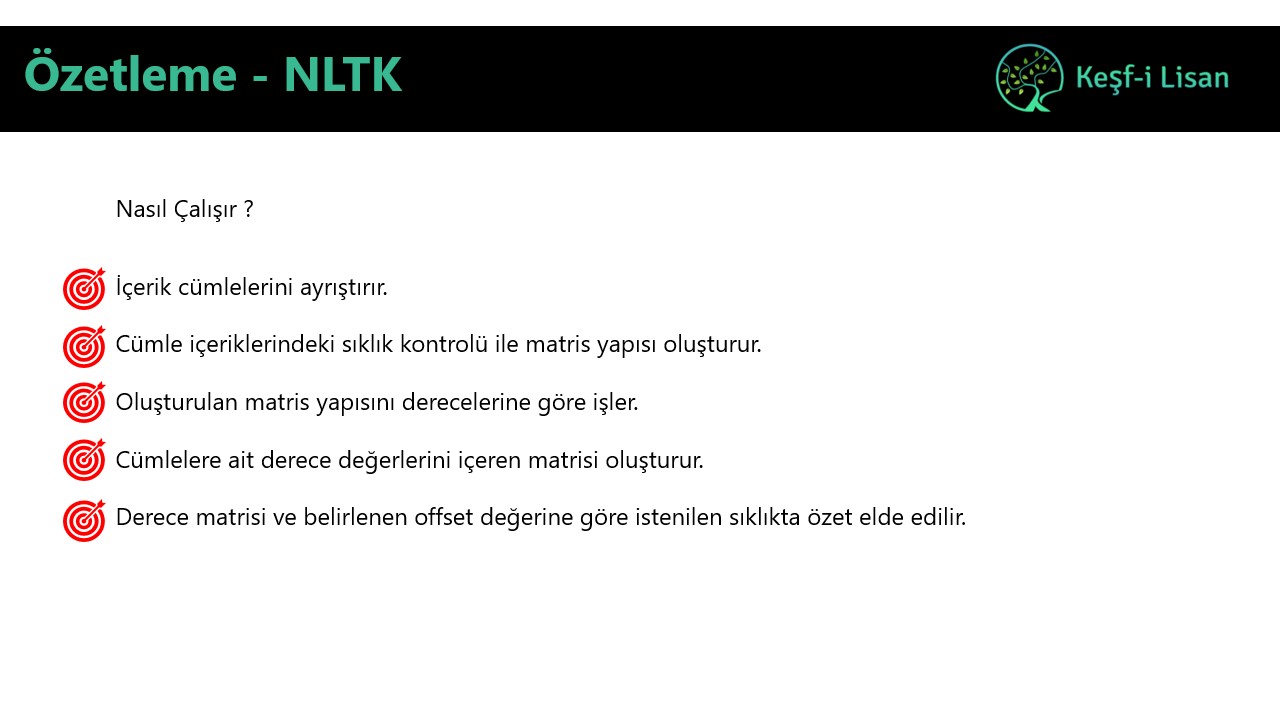 Özetleme - NLTK
Keşf-i Lisan
Nasıl Çalışır ?
İçerik cümlelerini ayrıştırır.
Cümle içeriklerindeki sıklık kontrolü ile matris yapısı oluşturur.
Oluşturulan matris yapısını derecelerine göre işler.
Cümlelere ait derece değerlerini içeren matrisi oluşturur.
Derece matrisi ve belirlenen offset değerine göre istenilen sıklıkta özet elde edilir.